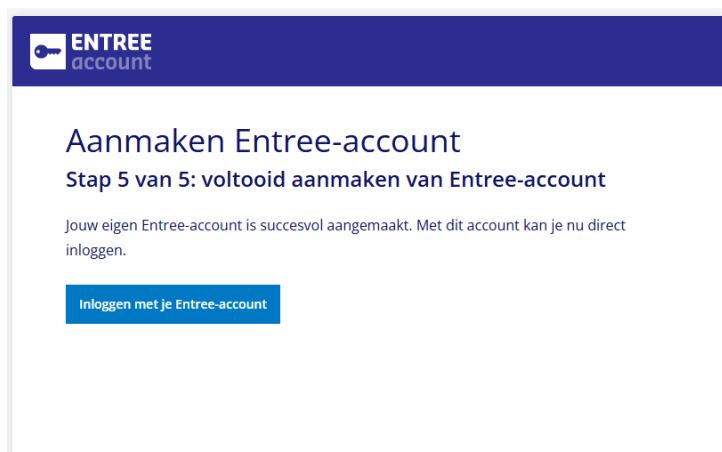 ENTREE
account
Aanmaken Entree-account
Stap 5 van 5: voltooid aanmaken van Entree-account
Jouw eigen Entree-account is succesvol aangemaakt. Met dit account kan je nu direct
inloggen.
Inloggen met je Entree-account